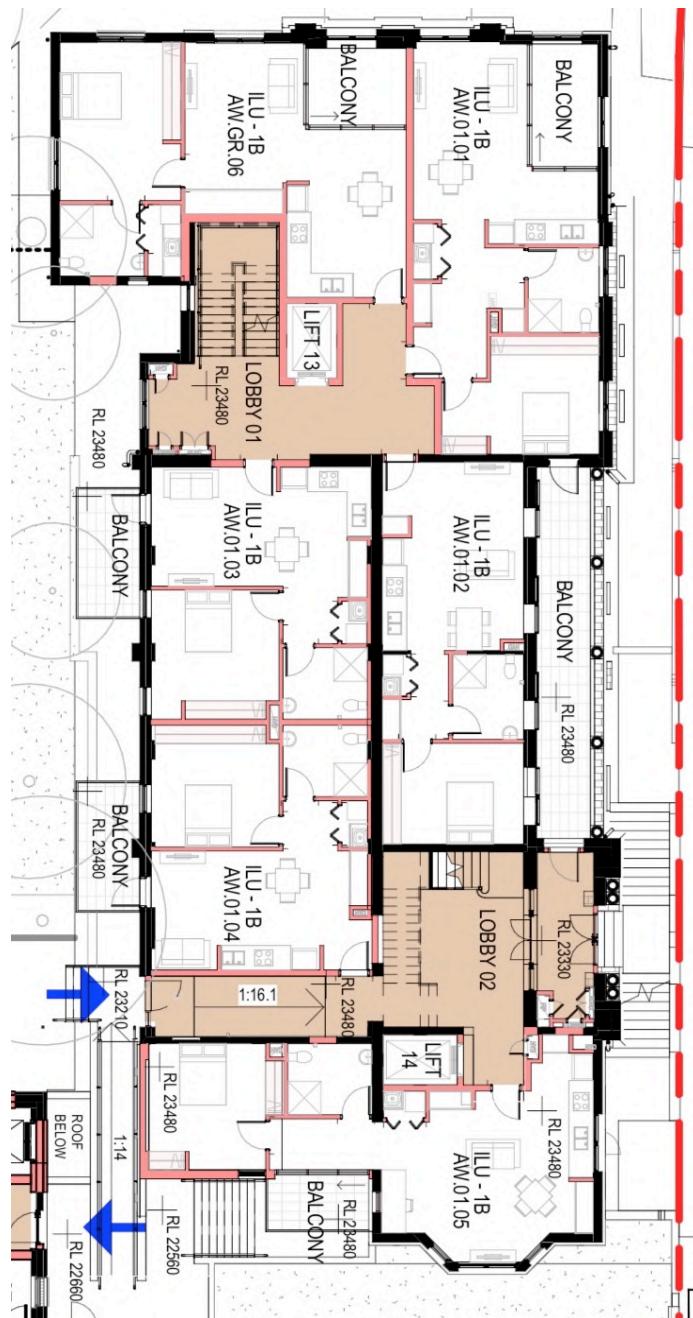 BALCONY
ILU - 1B
AW.GR.06
BALCONY
ILU - 1B
AW.01.01
LIFT 13
LOBBY 01
RL 23480
RL 23480
BALCONY
ILU - 1B
AW.01.03
ILU - 1B
AW.01.02
BALCONY
RL 23480
BALCONY
RL 23480
ILU - 1B
AW.01.04
LOBBY 02
RL 23330
RL 23210
1:16.1
RL 23480
LIFT
14
RL 23480
RL 23480
ROOF
BELOW
1:14
ILU - 1B
AW.01.05
BALCONY
RL 23480
RL 22560
RL 22660